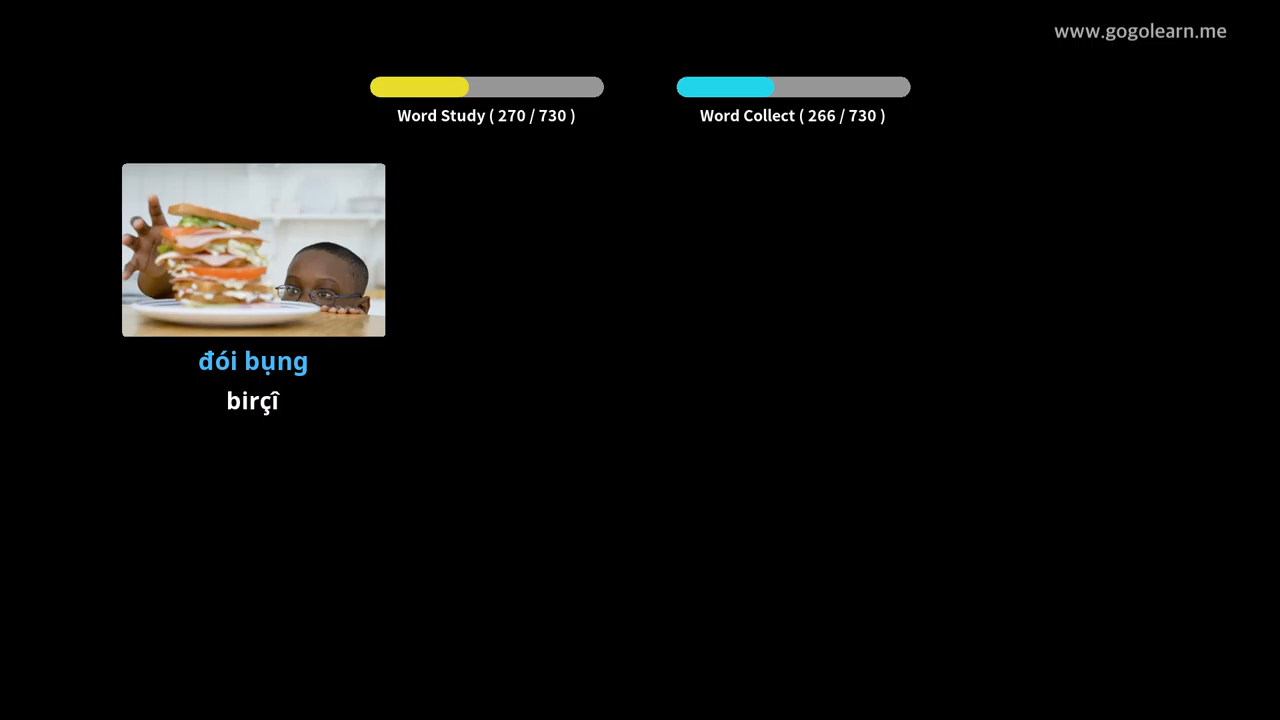 www.gogolearn.me
Word Study ( 270 / 730 )
Word Collect ( 266 / 730 )
đói bụng
birçî